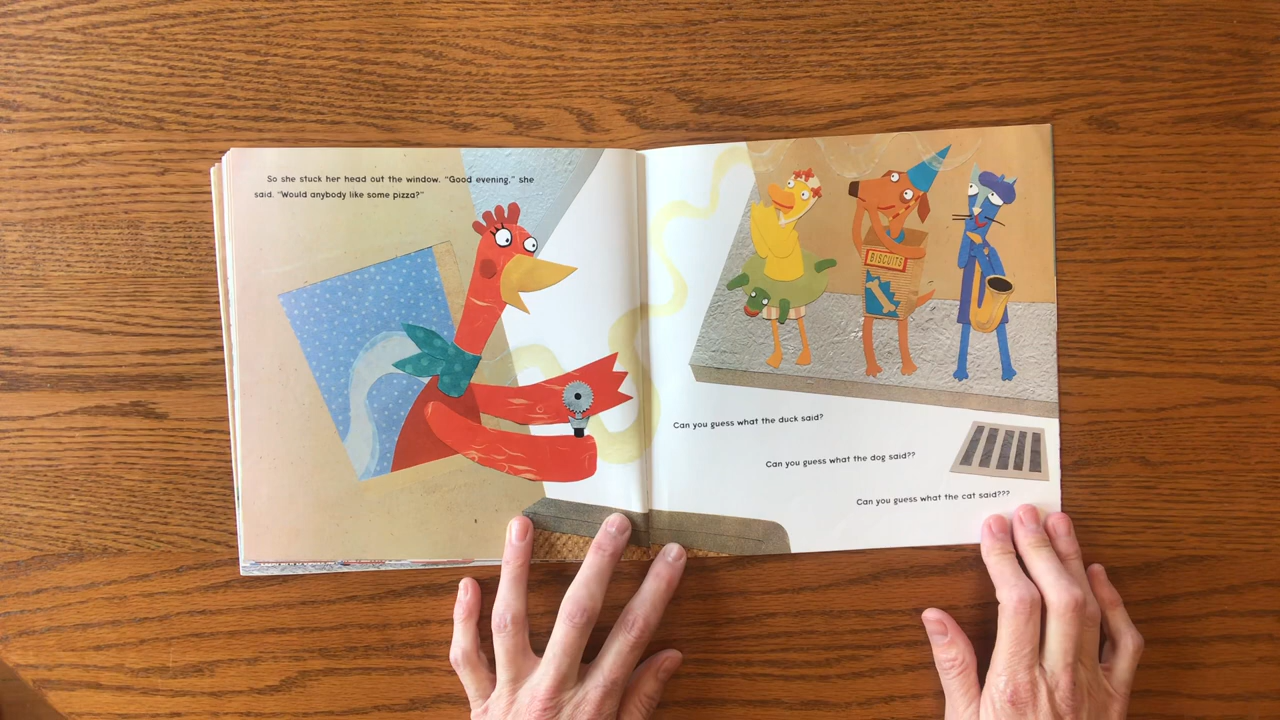 So she stuck her head out the window. "Good evening," she
said. "Would anybody like some pizza?"
BISCUITS
Can you guess what the duck said?
Can you guess what the dog said??
Can you guess what the cat said???